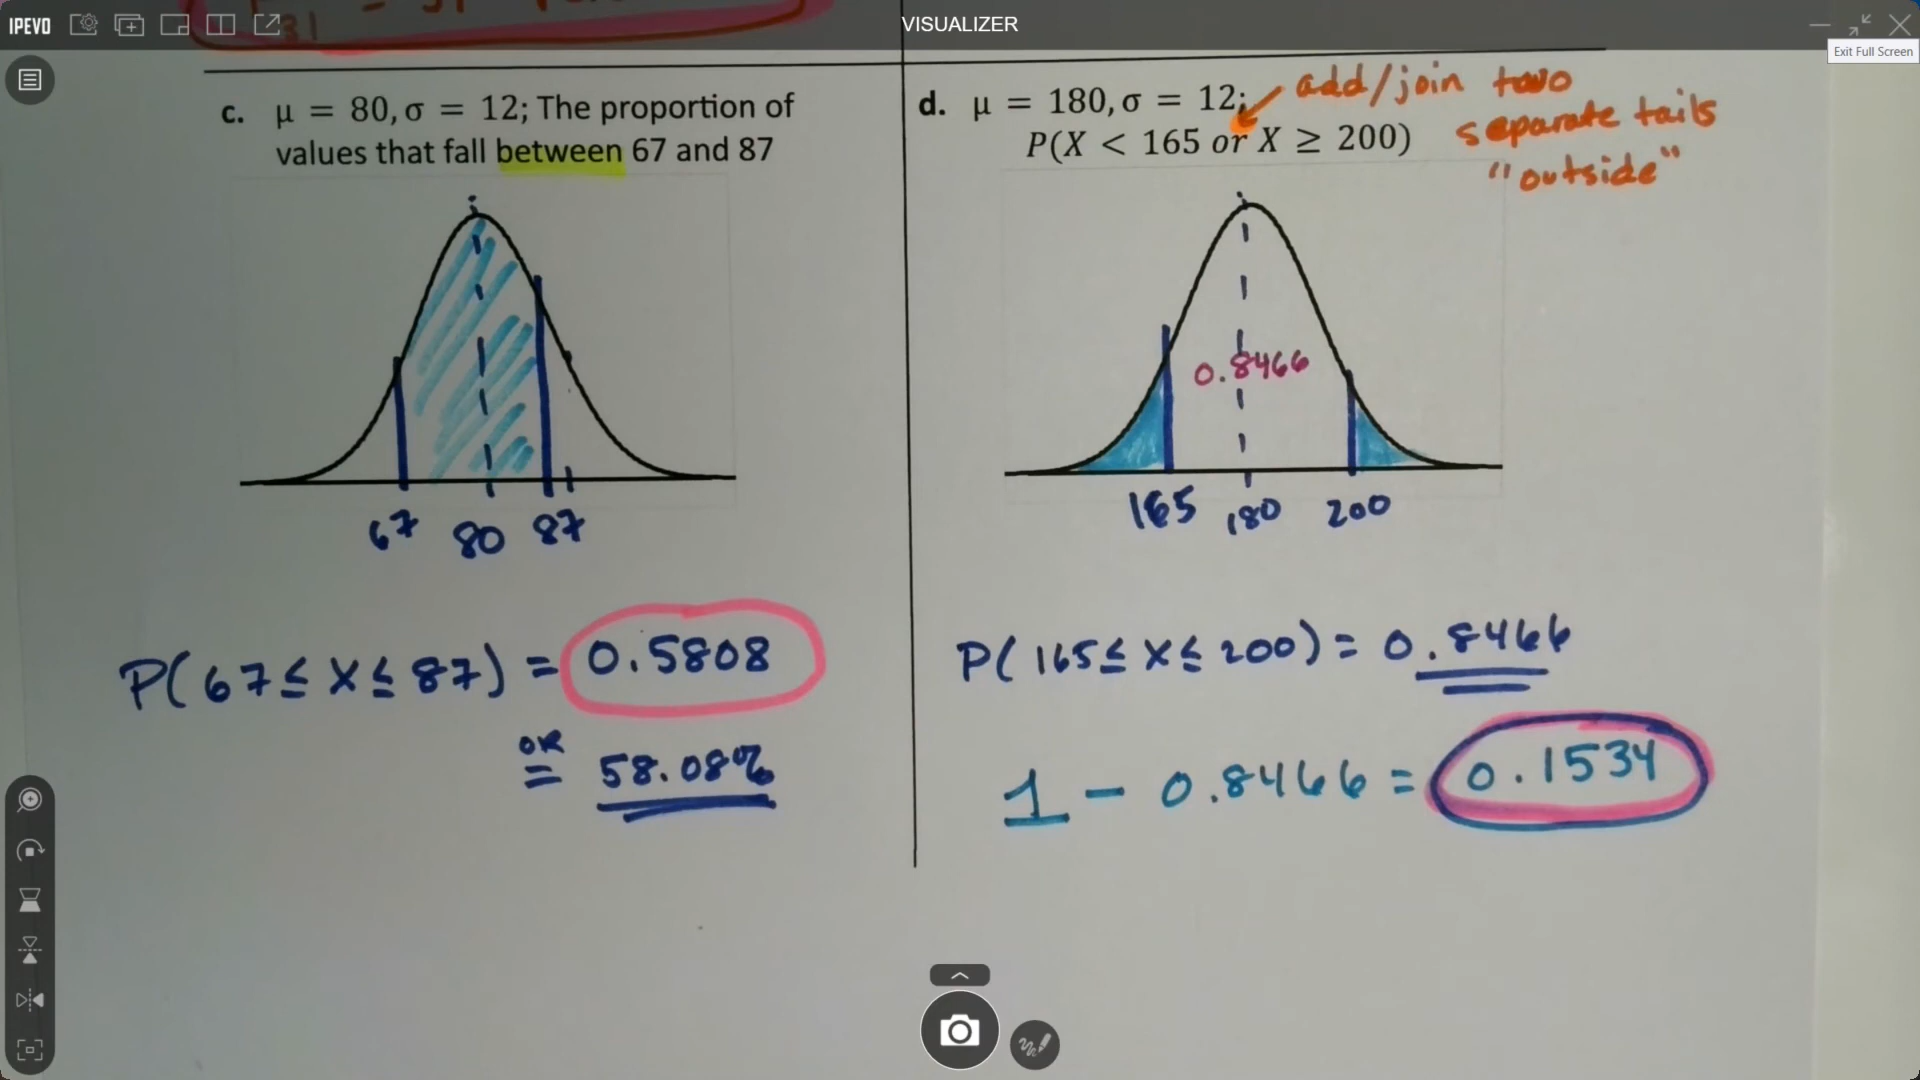 IPEVO
VISUALIZER
Exit Full Screen
c. μ = 80, σ = 12; The proportion of
values that fall between 67 and 87
67 80 87
P(67 ≤ X ≤ 87) = 0.5808
OR
= 58.08%
d. μ = 180, σ = 12;
P(X < 165 or X ≥ 200)
add/join two
separate tails
"outside"
0.8466
165 180 200
P(165 ≤ X ≤ 200) = 0.8466
1 - 0.8466 = 0.1534